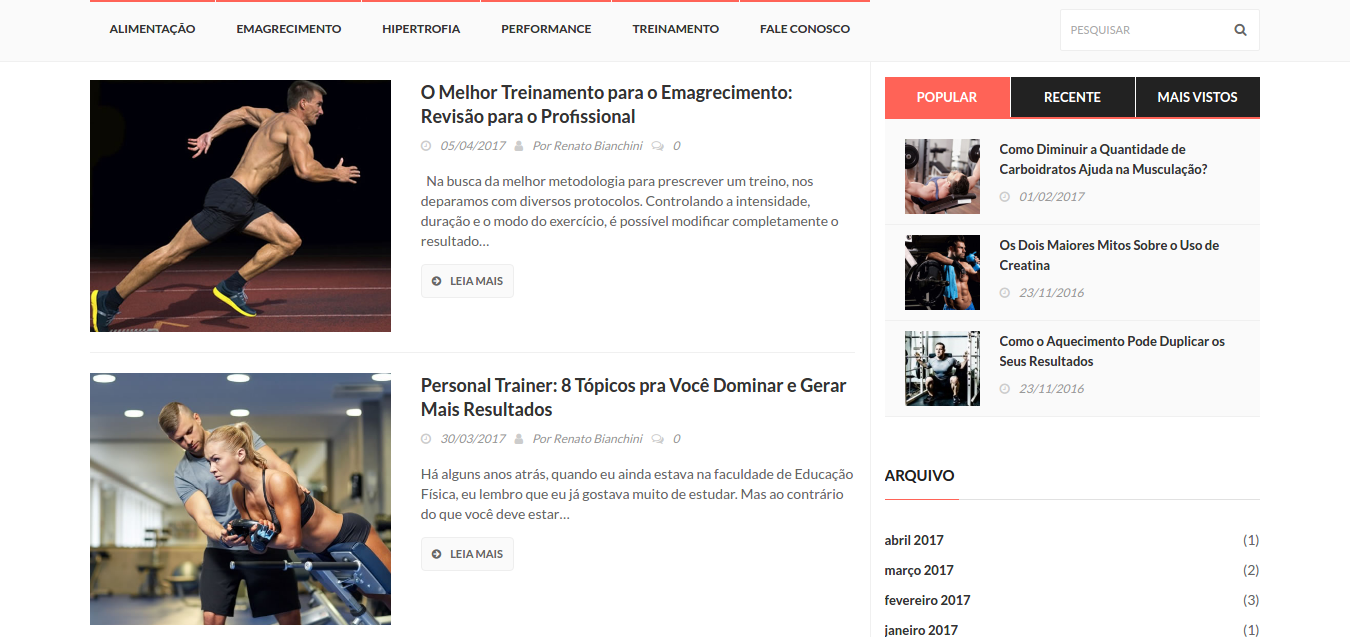 ALIMENTAÇÃO EMAGRECIMENTO HIPERTROFIA PERFORMANCE TREINAMENTO FALE CONOSCO PESQUISAR
O Melhor Treinamento para o Emagrecimento:
Revisão para o Profissional
05/04/2017 Por Renato Bianchini 0
Na busca da melhor metodologia para prescrever um treino, nos
deparamos com diversos protocolos. Controlando a intensidade,
duração e o modo do exercício, é possível modificar completamente o
resultado…
LEIA MAIS
Personal Trainer: 8 Tópicos pra Você Dominar e Gerar
Mais Resultados
30/03/2017 Por Renato Bianchini 0
Há alguns anos atrás, quando eu ainda estava na faculdade de Educação
Física, eu lembro que eu já gostava muito de estudar. Mas ao contrário
do que você deve estar…
LEIA MAIS
POPULAR RECENTE MAIS VISTOS
Como Diminuir a Quantidade de
Carboidratos Ajuda na Musculação?
01/02/2017
Os Dois Maiores Mitos Sobre o Uso de
Creatina
23/11/2016
Como o Aquecimento Pode Duplicar os
Seus Resultados
23/11/2016
ARQUIVO
abril 2017 (1)
março 2017 (2)
fevereiro 2017 (3)
janeiro 2017 (1)